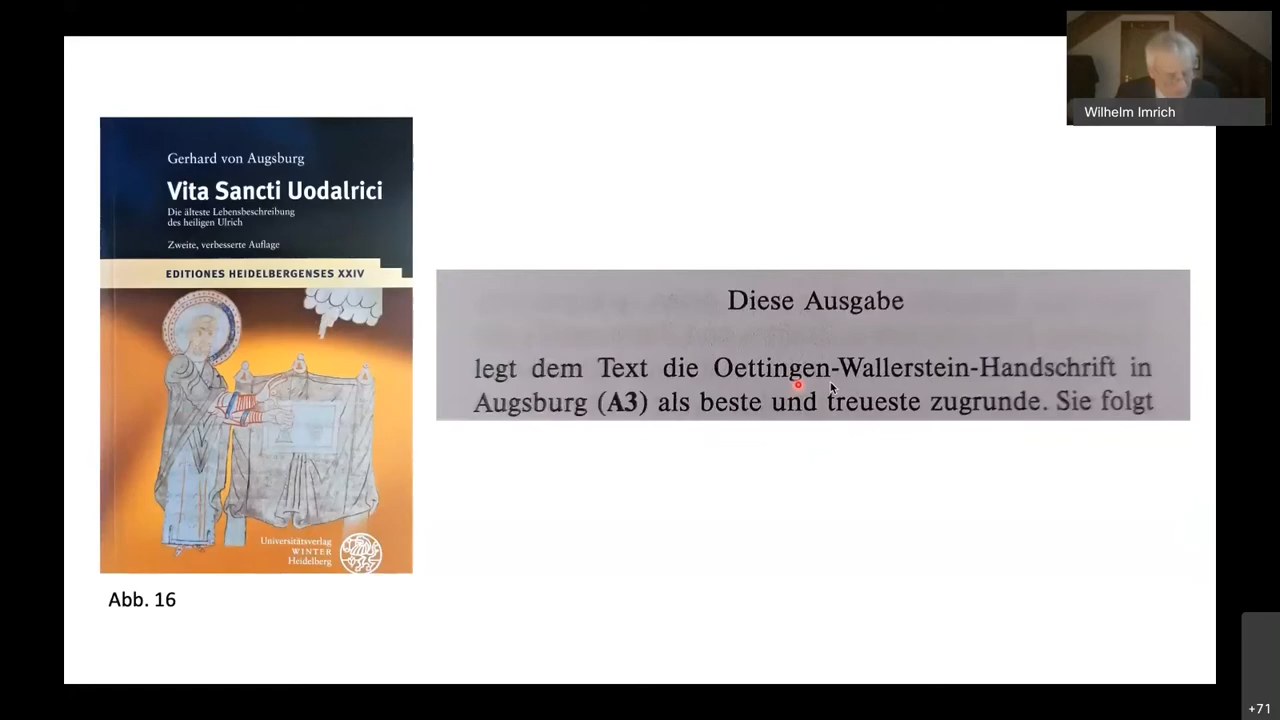 Wilhelm Imrich
Gerhard von Augsburg
Vita Sancti Uodalrici
Die älteste Lebensbeschreibung
des heiligen Ulrich
Zweite, verbesserte Auflage
EDITIONES HEIDELBERGENSES XXIV
Universitätsverlag
WINTER
Heidelberg
Abb. 16
Diese Ausgabe
legt dem Text die Oettingen-Wallerstein-Handschrift in
Augsburg (A3) als beste und treueste zugrunde. Sie folgt
+71